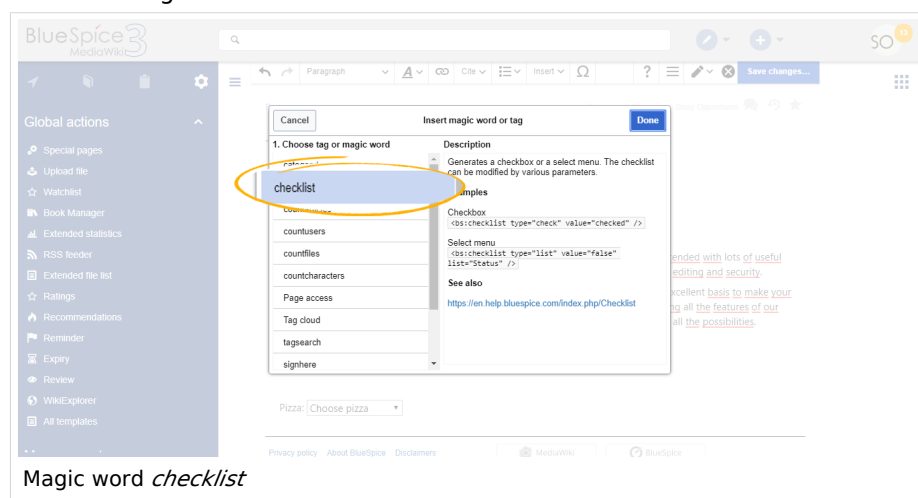 BlueSpice 3
MediaWiki
SO 13
Paragraph A Cite Insert Ω ? Save changes...
Global actions
Special pages
Upload file
Watchlist
Book Manager
Extended statistics
RSS feeder
Extended file list
Ratings
Recommendations
Reminder
Expiry
Review
WikiExplorer
All templates
Cancel Insert magic word or tag Done
1. Choose tag or magic word
checklist
countusers
countfiles
countcharacters
Page access
Tag cloud
tagsearch
signhere
Description
Generates a checkbox or a select menu. The checklist
can be modified by various parameters.
Checkbox
<bs:checklist type="check" value="checked" />
Select menu
<bs:checklist type="list" value="false"
list="Status" />
See also
https://en.help.bluespice.com/index.php/Checklist
ended with lots of useful
editing and security.
excellent basis to make your
all the features of our
all the possibilities.
Pizza: Choose pizza
Privacy policy About BlueSpice Disclaimers MediaWiki BlueSpice
Magic word checklist